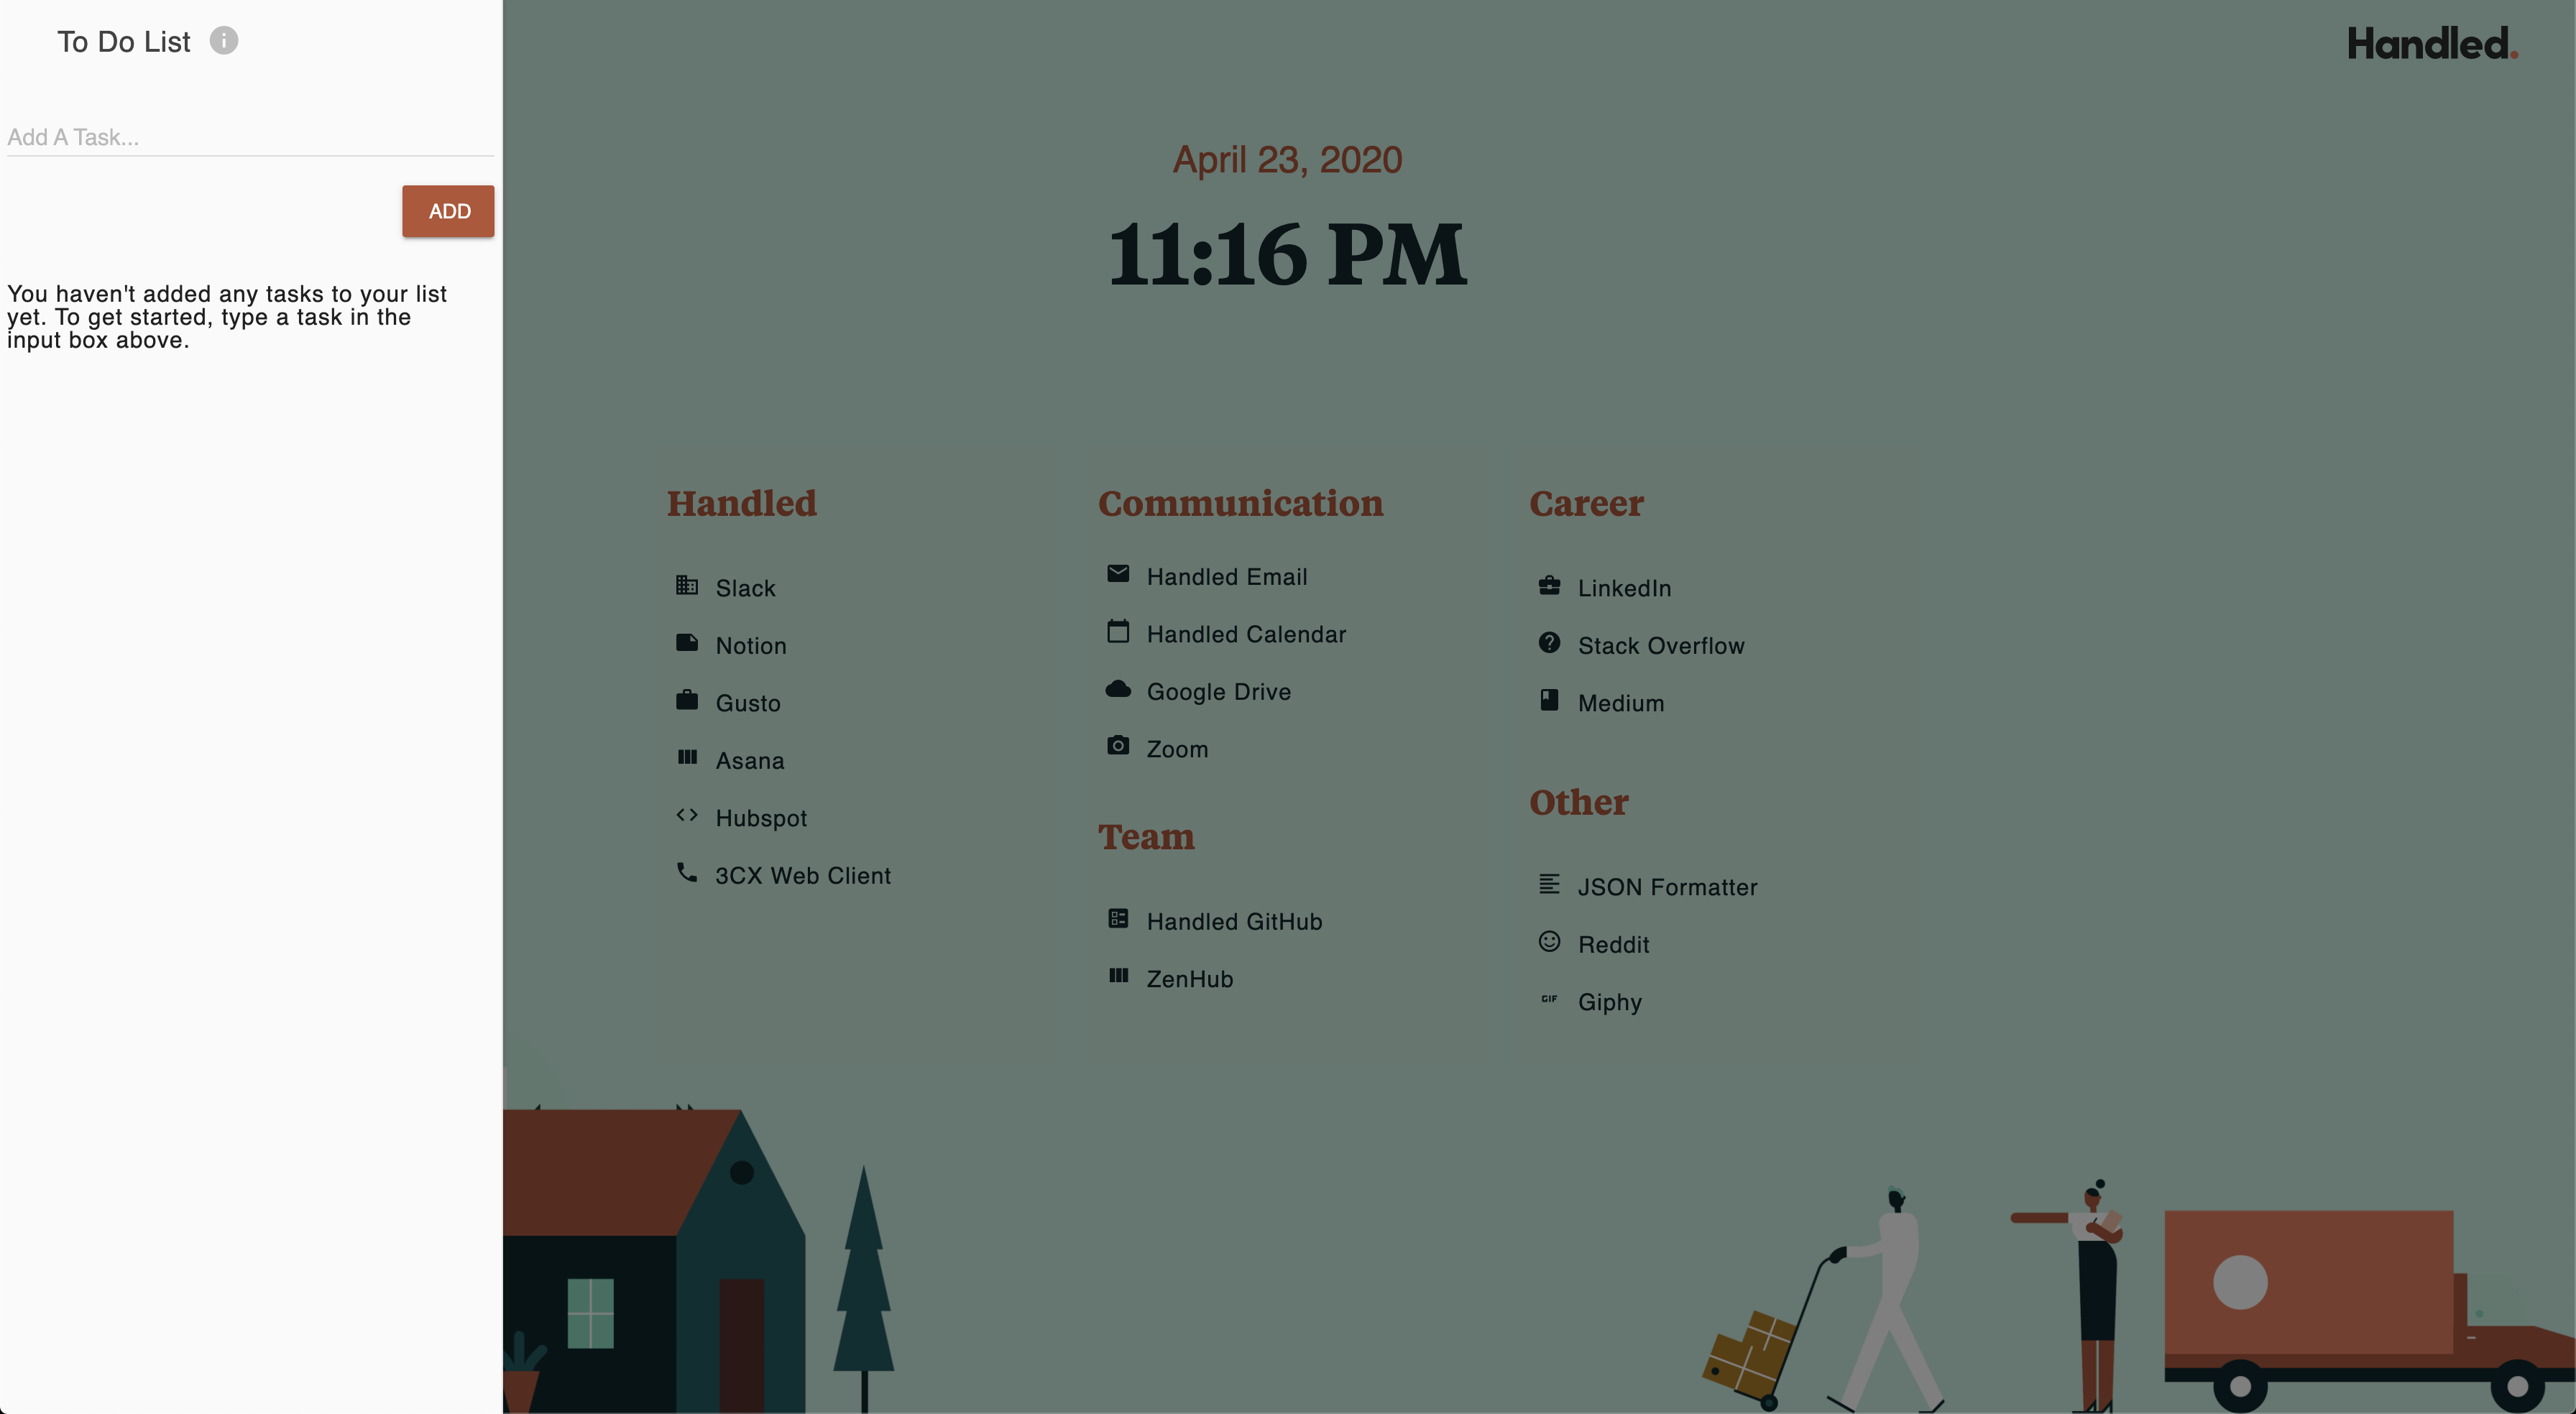 To Do List
Add A Task...
ADD
You haven't added any tasks to your list
yet. To get started, type a task in the
input box above.
Handled.
April 23, 2020
11:16 PM
Handled
Slack
Notion
Gusto
Asana
Hubspot
3CX Web Client
Communication
Handled Email
Handled Calendar
Google Drive
Zoom
Team
Handled GitHub
ZenHub
Career
LinkedIn
Stack Overflow
Medium
Other
JSON Formatter
Reddit
GIF Giphy